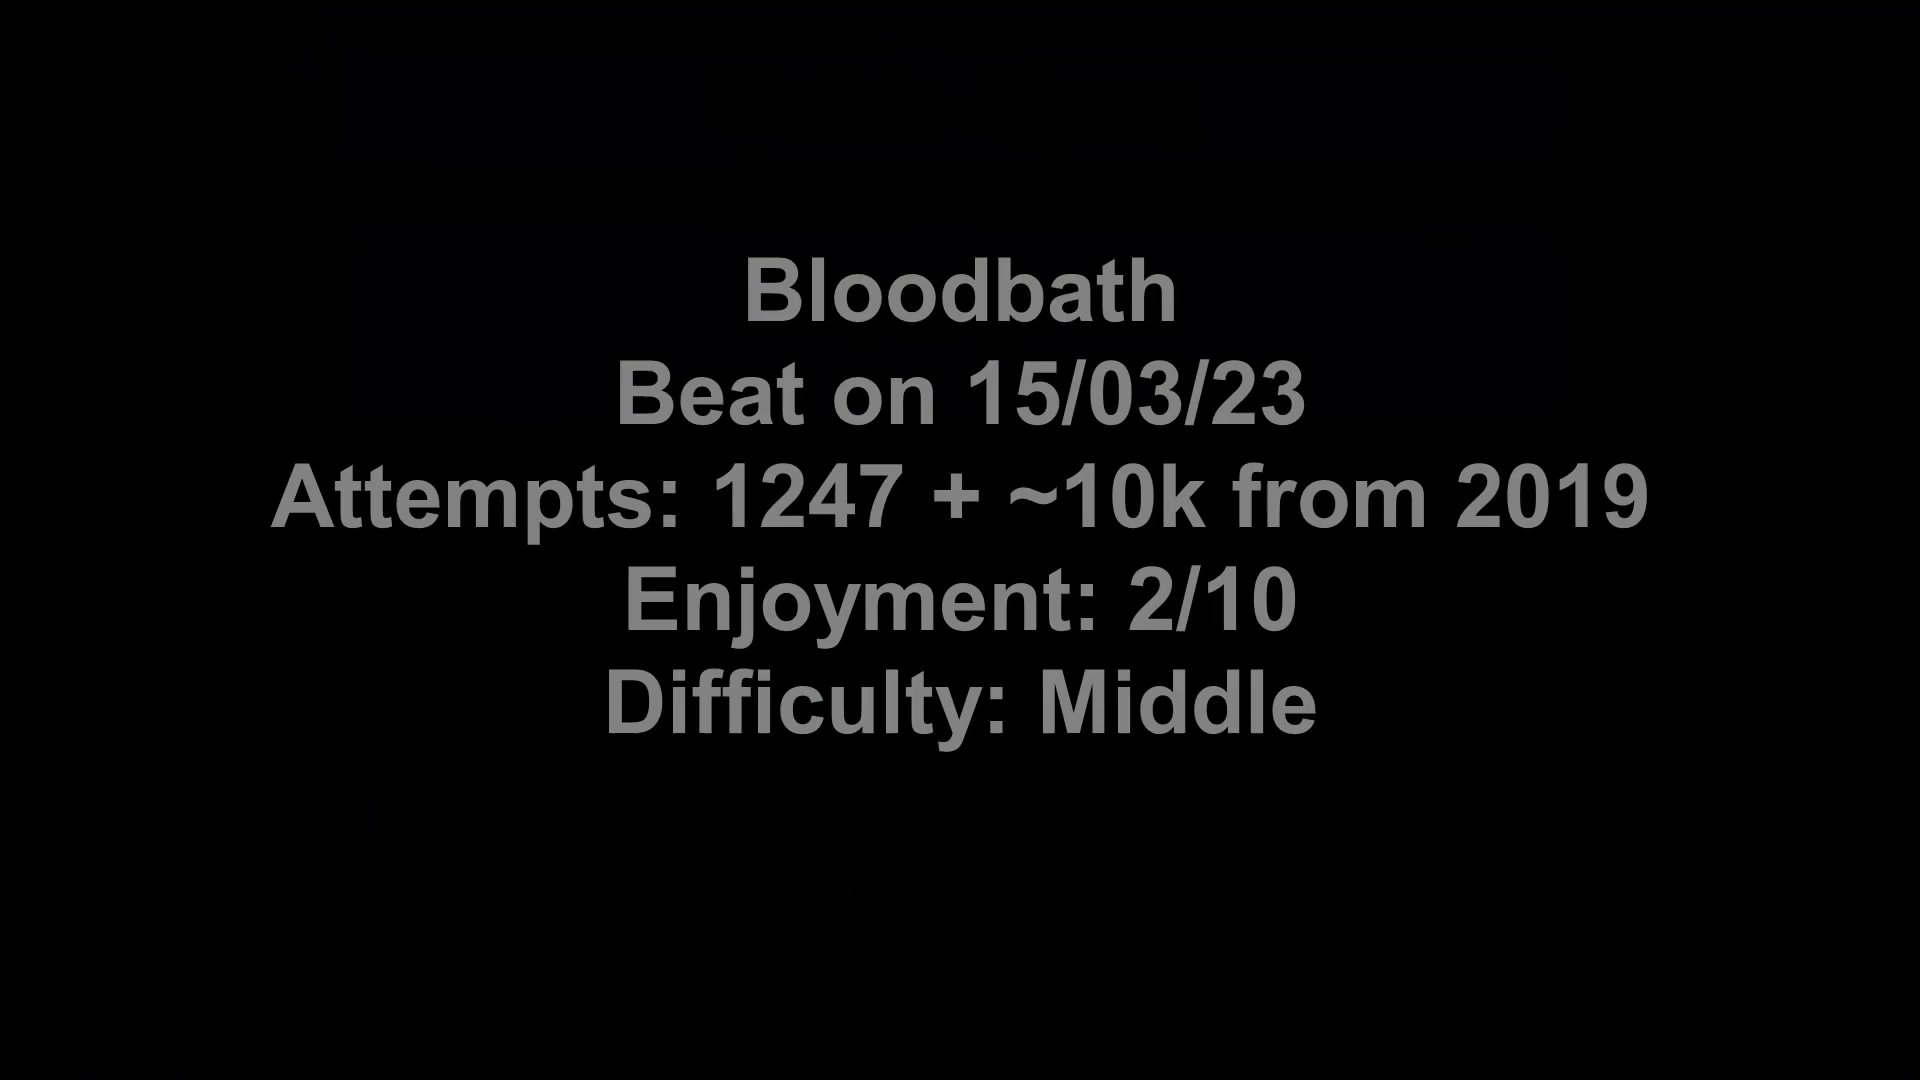 Bloodbath
Beat on 15/03/23
Attempts: 1247 + ~10k from 2019
Enjoyment: 2/10
Difficulty: Middle